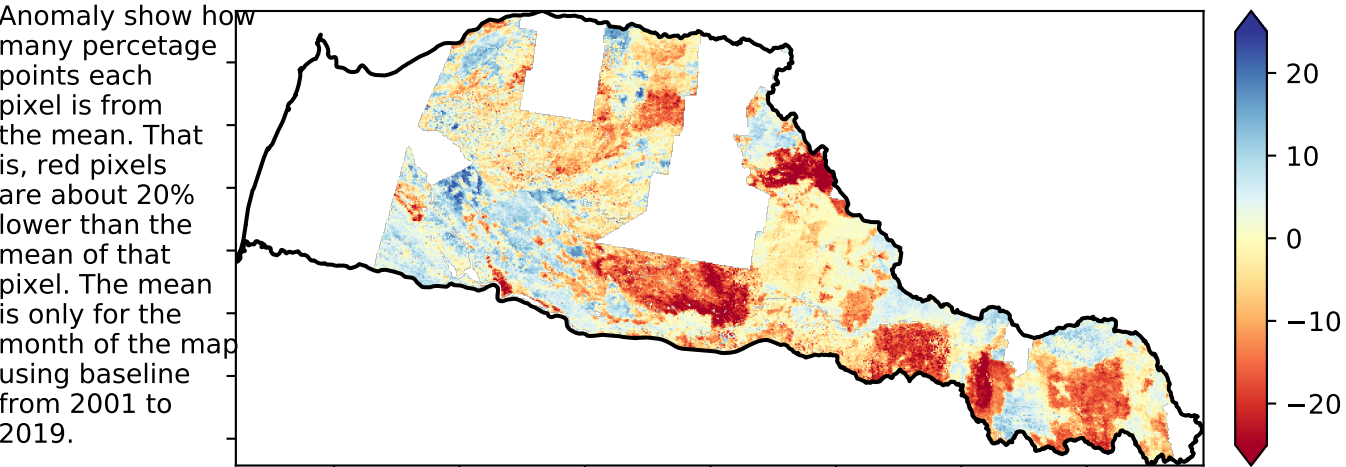 Anomaly show how
many percetage
points each
pixel is from
the mean. That
is, red pixels
are about 20%
lower than the
mean of that
pixel. The mean
is only for the
month of the map
using baseline
from 2001 to
2019.
20
10
0
−10
−20